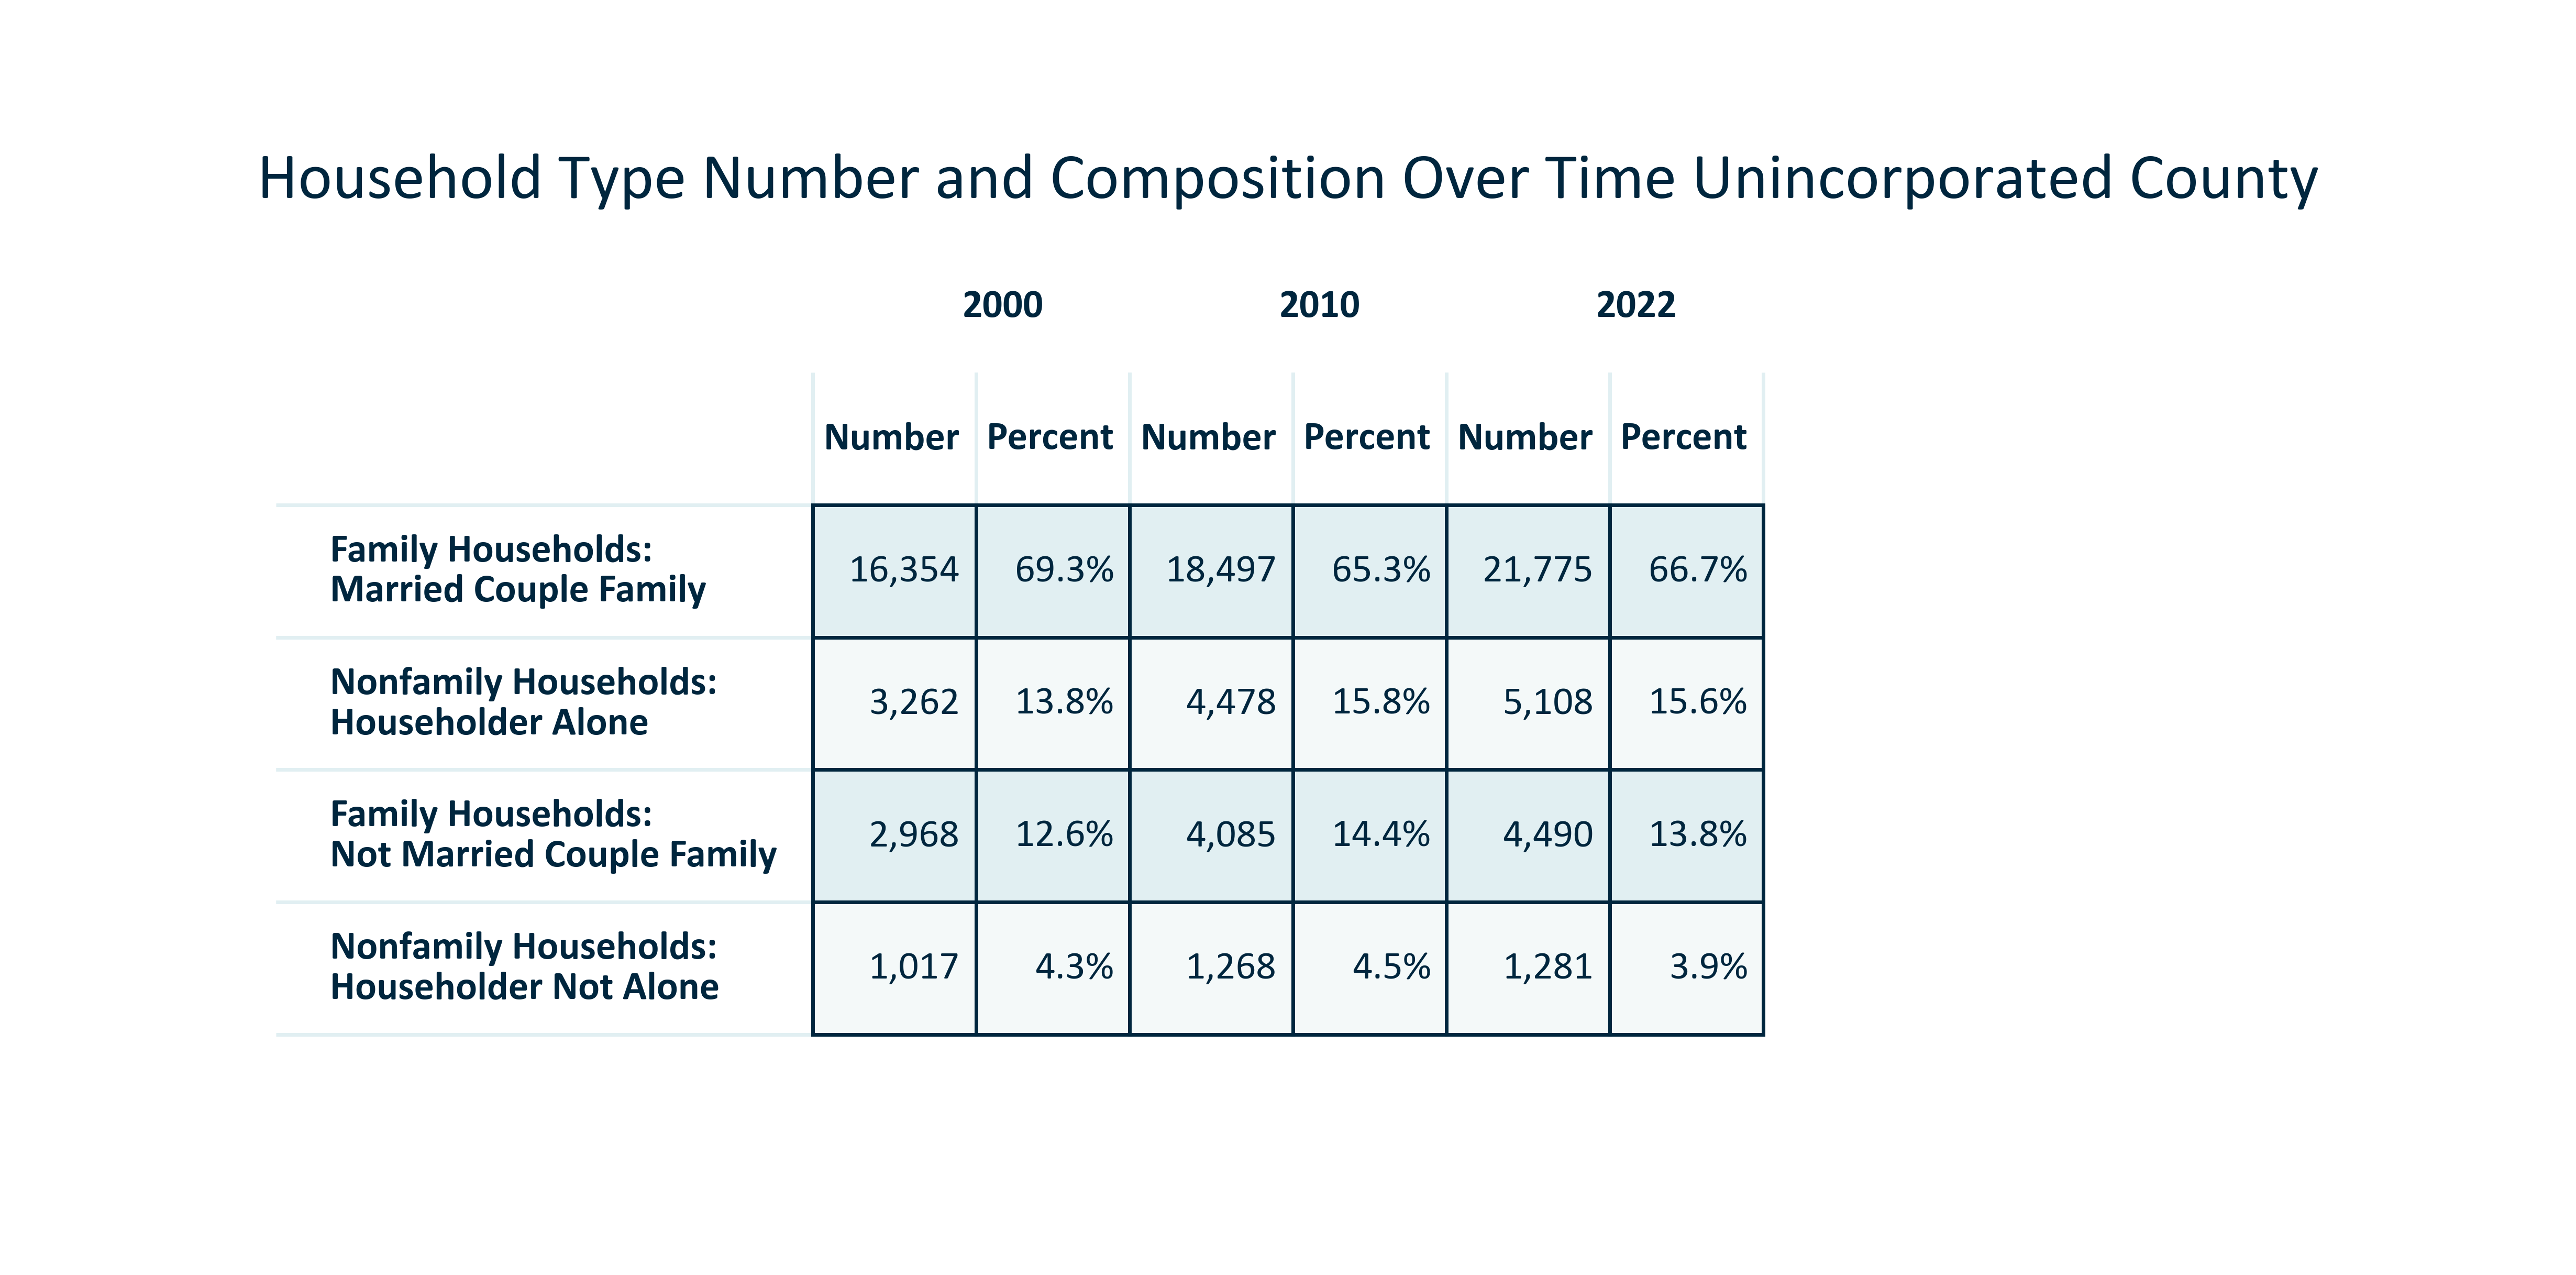 Household Type Number and Composition Over Time Unincorporated County
2000 2010 2022
Number Percent Number Percent Number Percent
Family Households:
Married Couple Family
16,354 69.3% 18,497 65.3% 21,775 66.7%
Nonfamily Households:
Householder Alone
3,262 13.8% 4,478 15.8% 5,108 15.6%
Family Households:
Not Married Couple Family
2,968 12.6% 4,085 14.4% 4,490 13.8%
Nonfamily Households:
Householder Not Alone
1,017 4.3% 1,268 4.5% 1,281 3.9%